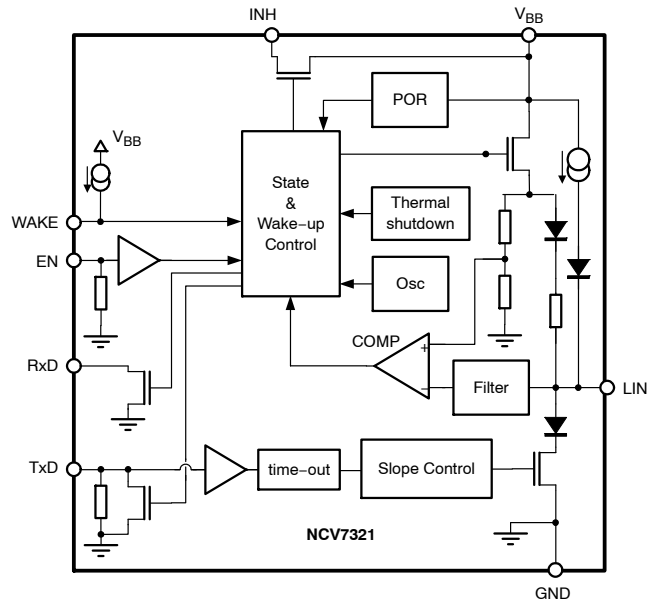 INH
VBB
POR
VBB
State
&
Wake-up
Control
Thermal
shutdown
WAKE
EN
Osc
COMP
+
−
RxD
Filter
LIN
TxD
time-out
Slope Control
NCV7321
GND